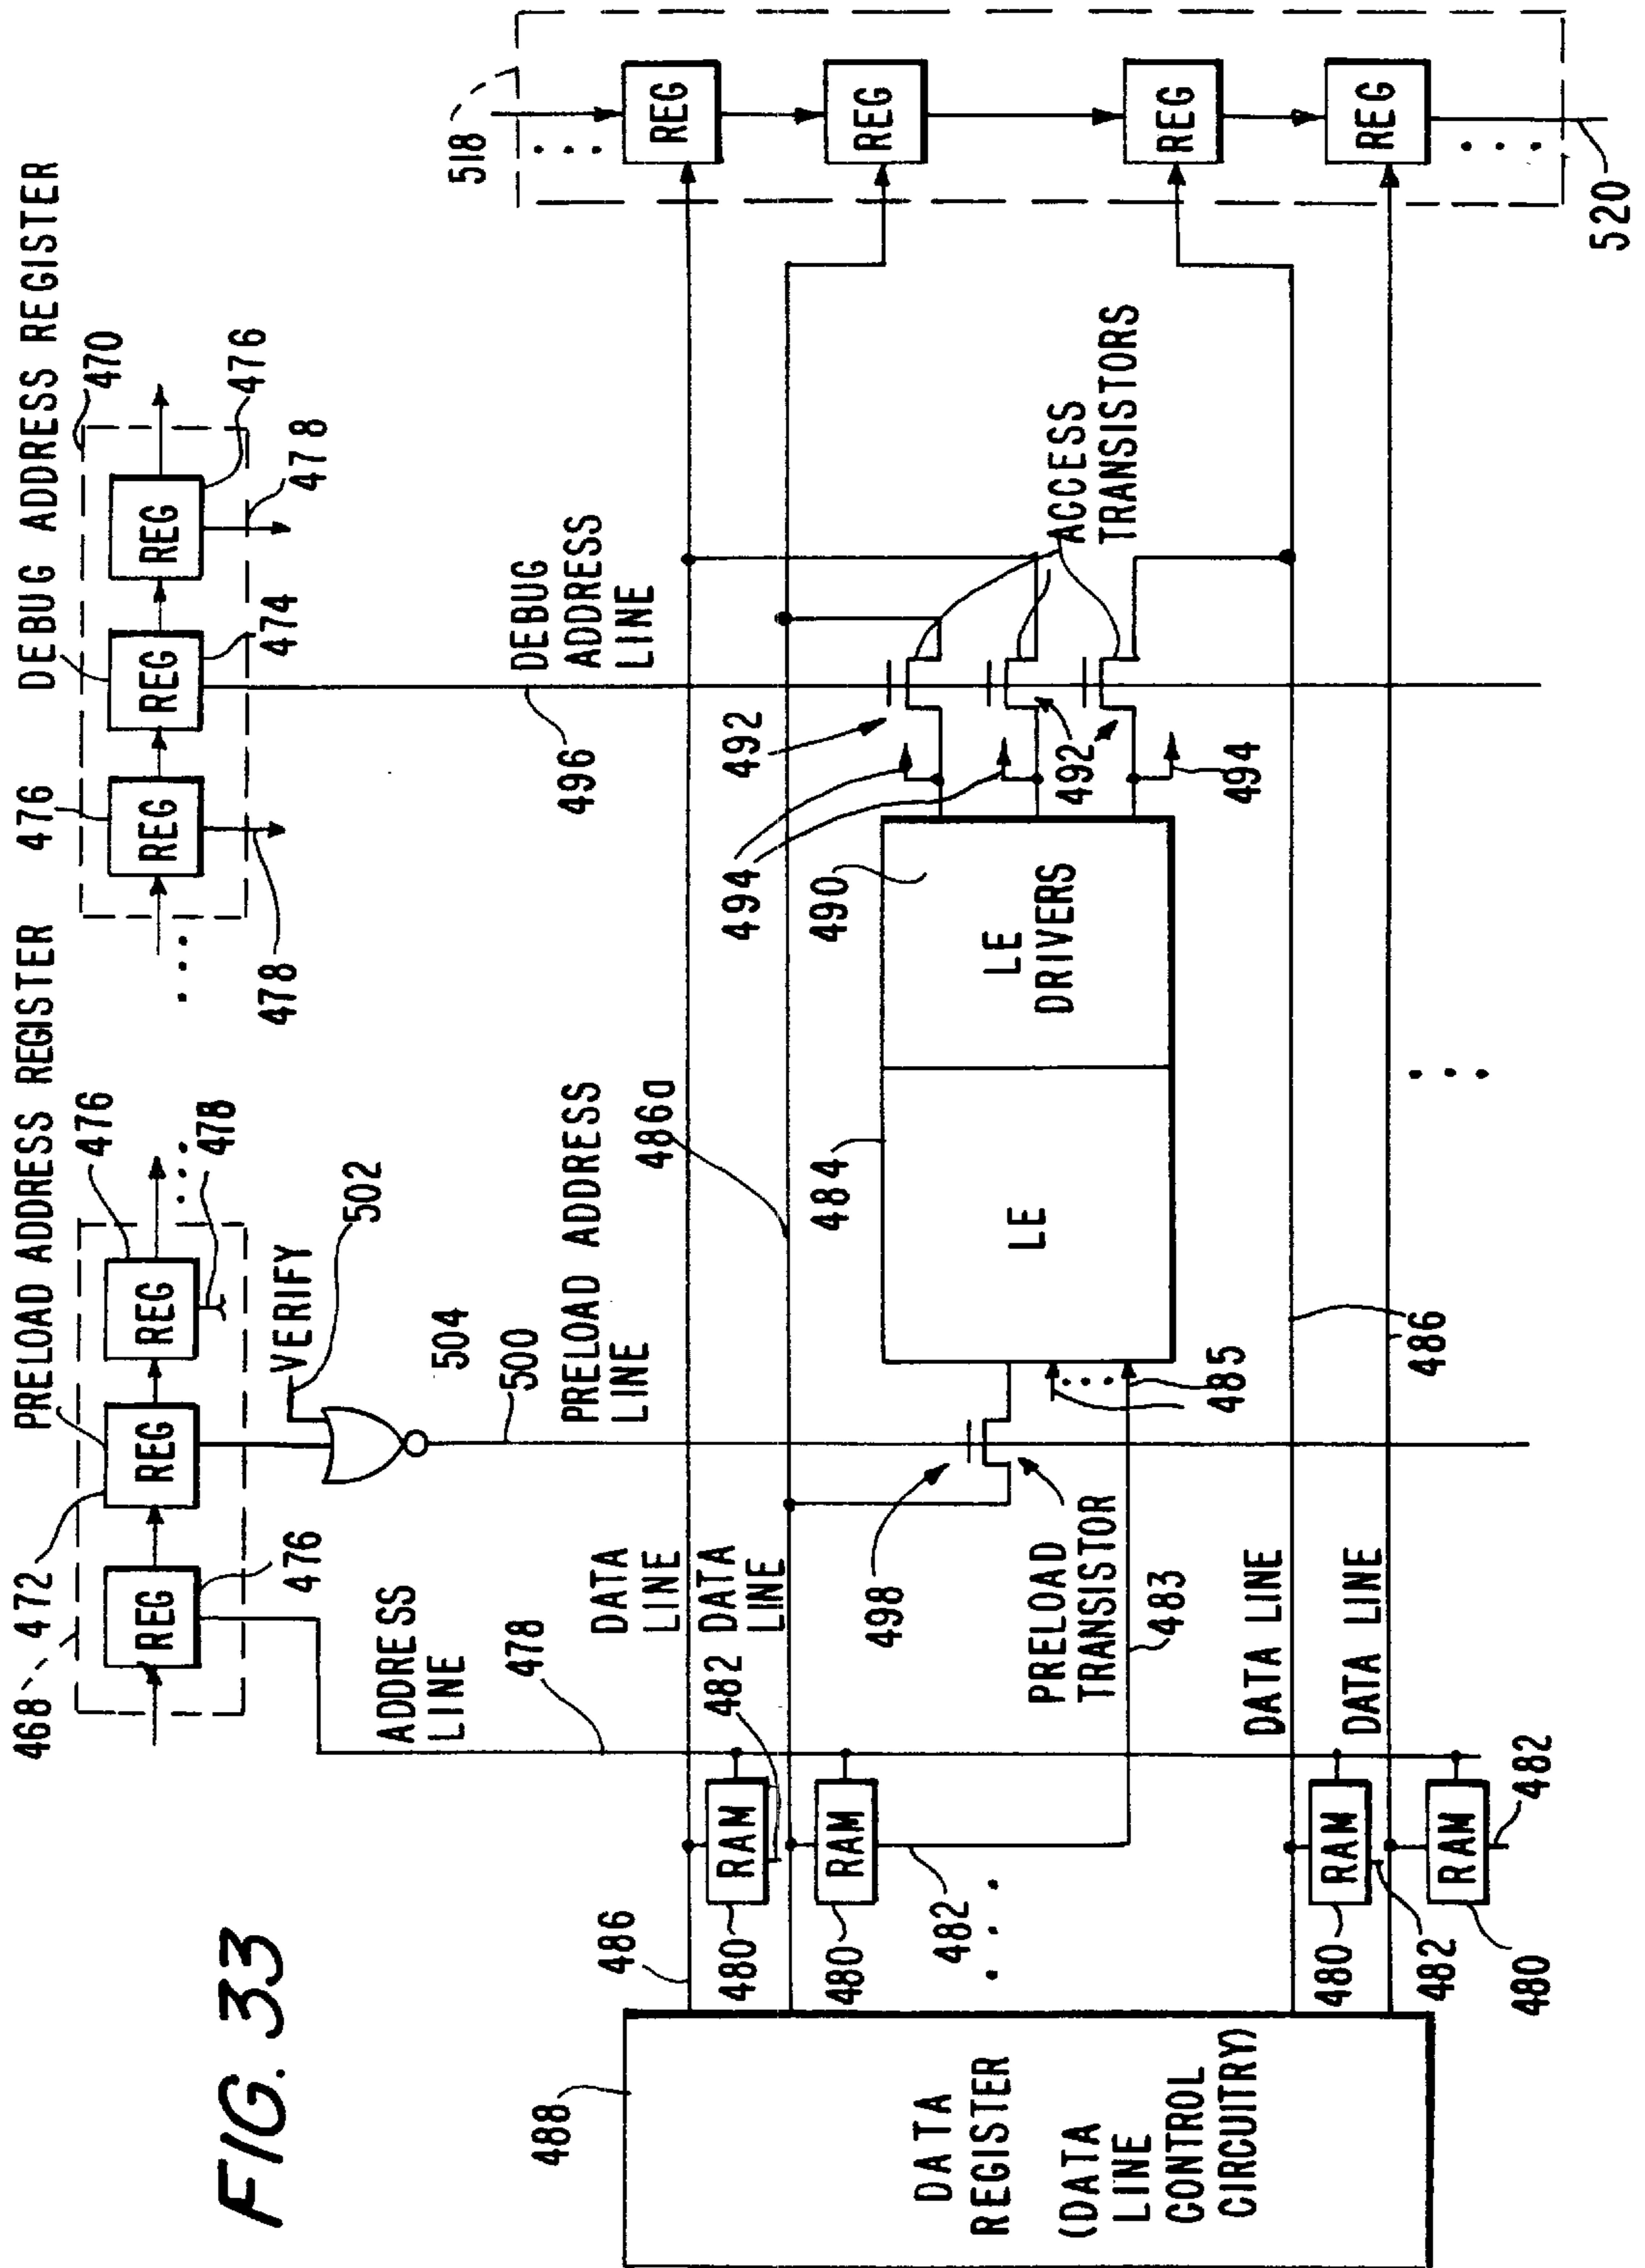 FIG. 33
PRELOAD ADDRESS REGISTER
DEBUG ADDRESS REGISTER
468
472
476
476
478
476
470
474
476
478
478
REG
REG
REG
REG
REG
REG
VERIFY
502
504
500
PRELOAD ADDRESS
LINE
ADDRESS
LINE
478
DEBUG
ADDRESS
LINE
496
518
520
REG
REG
REG
REG
488
DATA
REGISTER
(DATA
LINE
CONTROL
CIRCUITRY)
486
DATA
LINE
DATA
LINE
486a
480
RAM
482
480
RAM
482
498
PRELOAD
TRANSISTOR
483
484
LE
485
490
LE
DRIVERS
494
492
492
494
ACCESS
TRANSISTORS
DATA LINE
DATA LINE
480
RAM
482
480
RAM
482
486
486